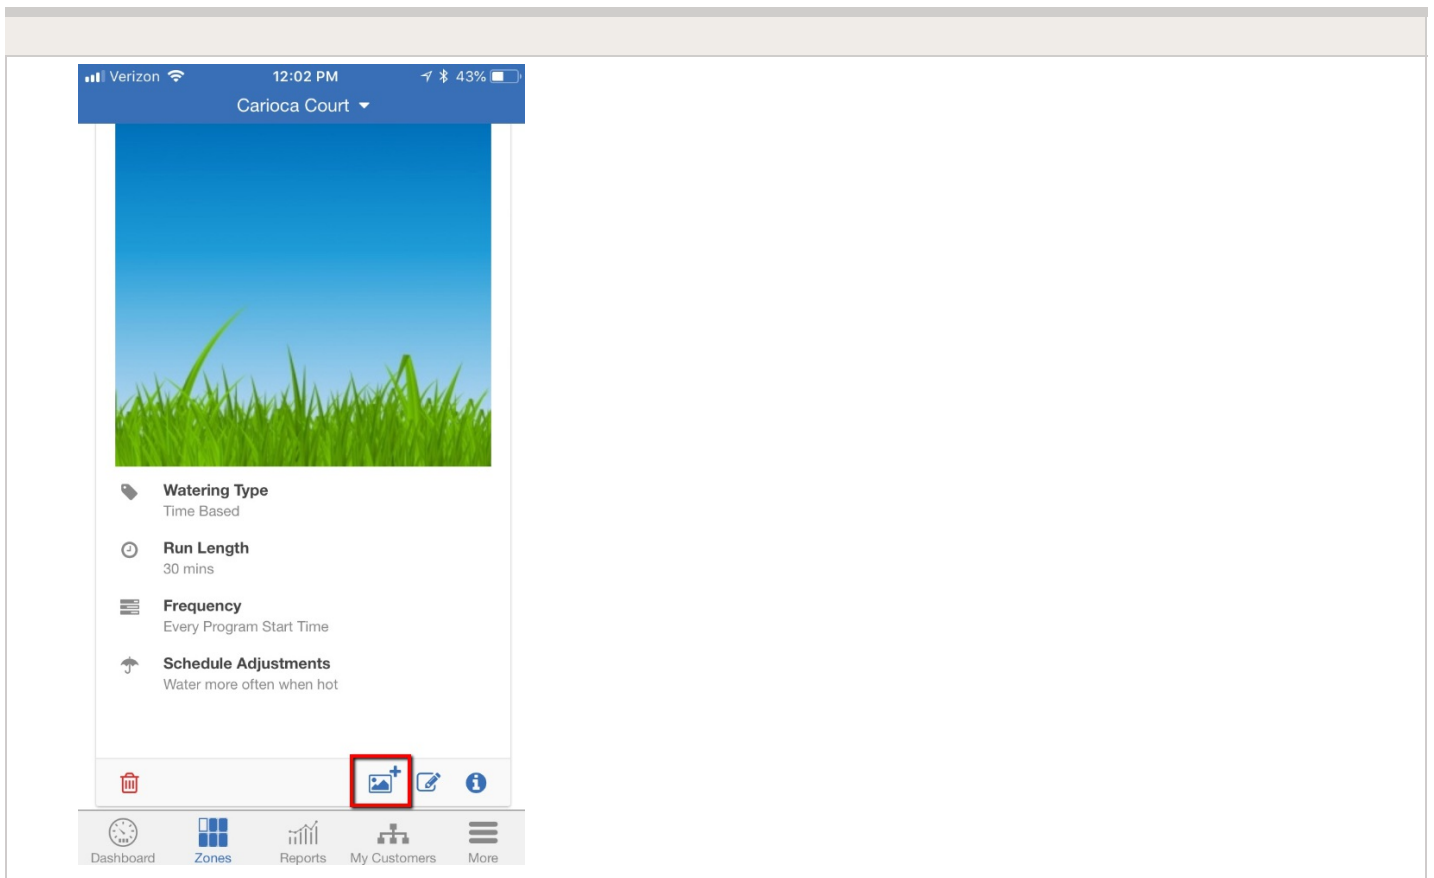 Verizon 12:02 PM 43%
Carioca Court
Watering Type
Time Based
Run Length
30 mins
Frequency
Every Program Start Time
Schedule Adjustments
Water more often when hot
Dashboard Zones Reports My Customers More